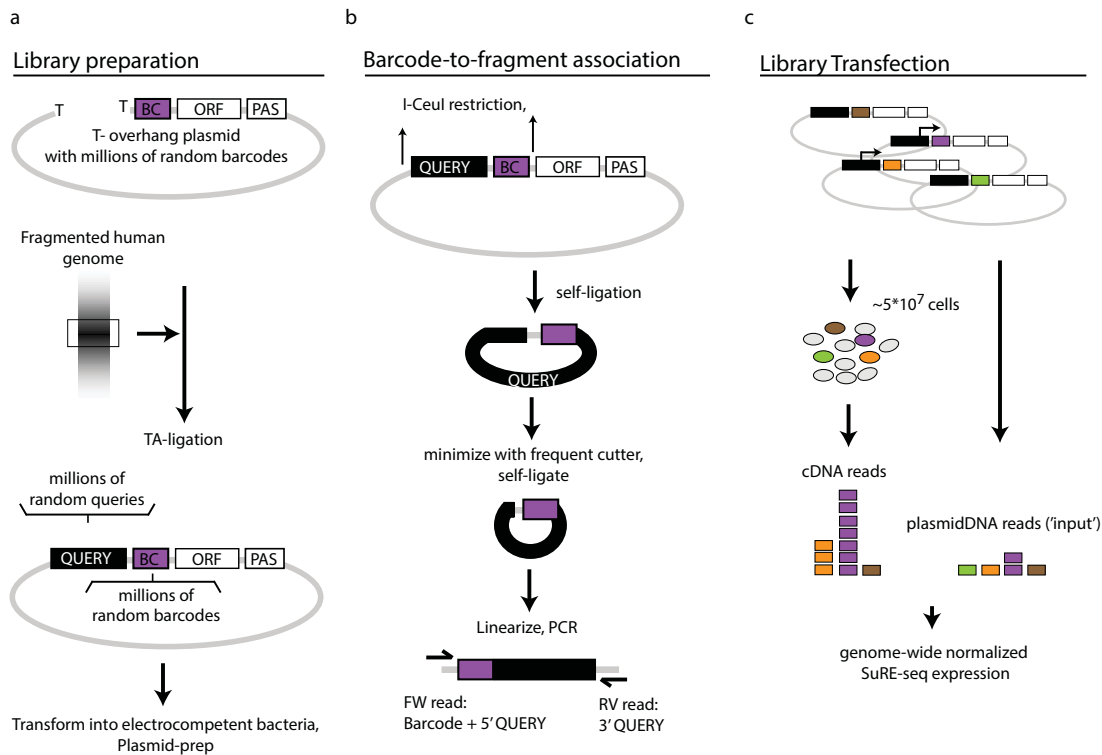 a
Library preparation
T
T
BC
ORF
PAS
T- overhang plasmid
with millions of random barcodes
Fragmented human
genome
TA-ligation
millions of
random queries
QUERY
BC
ORF
PAS
millions of
random barcodes
Transform into electrocompetent bacteria,
Plasmid-prep
b
Barcode-to-fragment association
I-CeuI restriction,
QUERY
BC
ORF
PAS
self-ligation
QUERY
minimize with frequent cutter,
self-ligate
Linearize, PCR
FW read:
Barcode + 5' QUERY
RV read:
3' QUERY
c
Library Transfection
~5*10⁷ cells
cDNA reads
plasmidDNA reads ('input')
genome-wide normalized
SuRE-seq expression